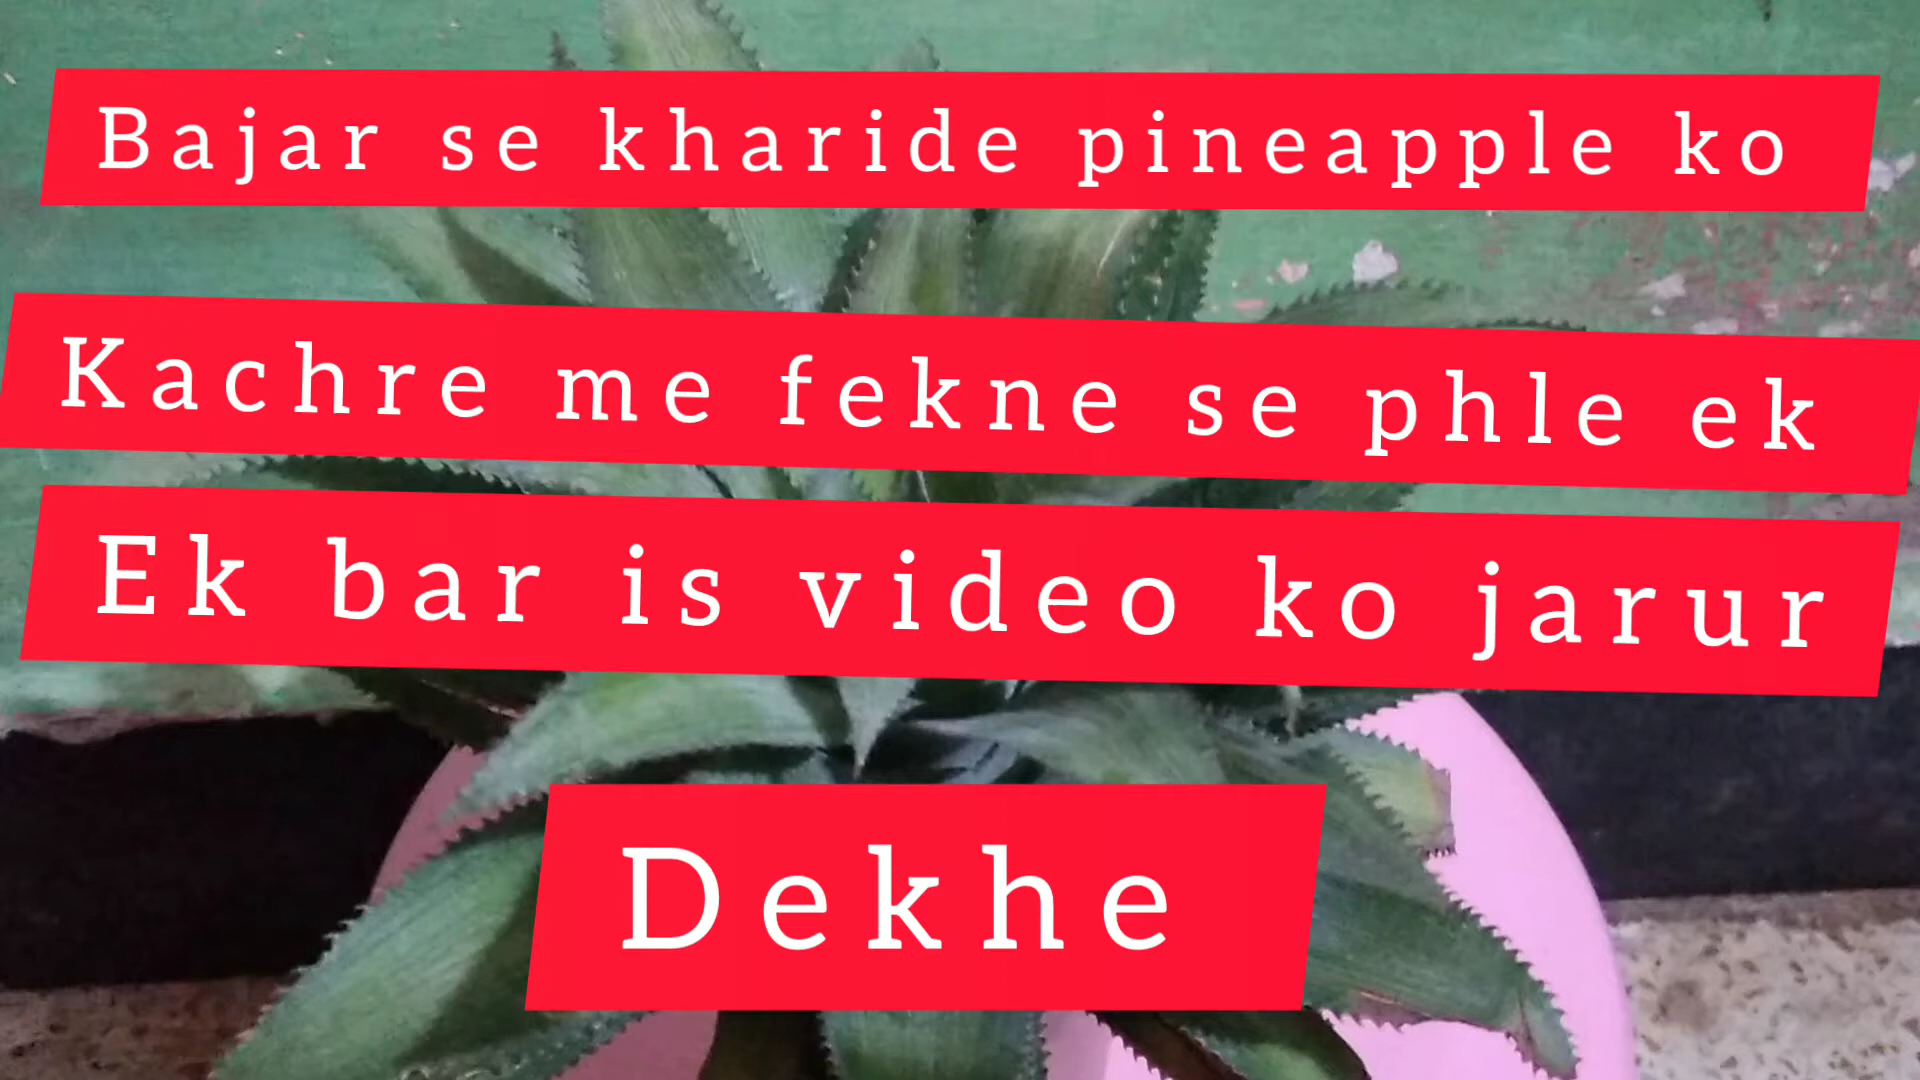 Bajar se kharide pineapple ko
Kachre me fekne se phle ek
Ek bar is video ko jarur
Dekhe